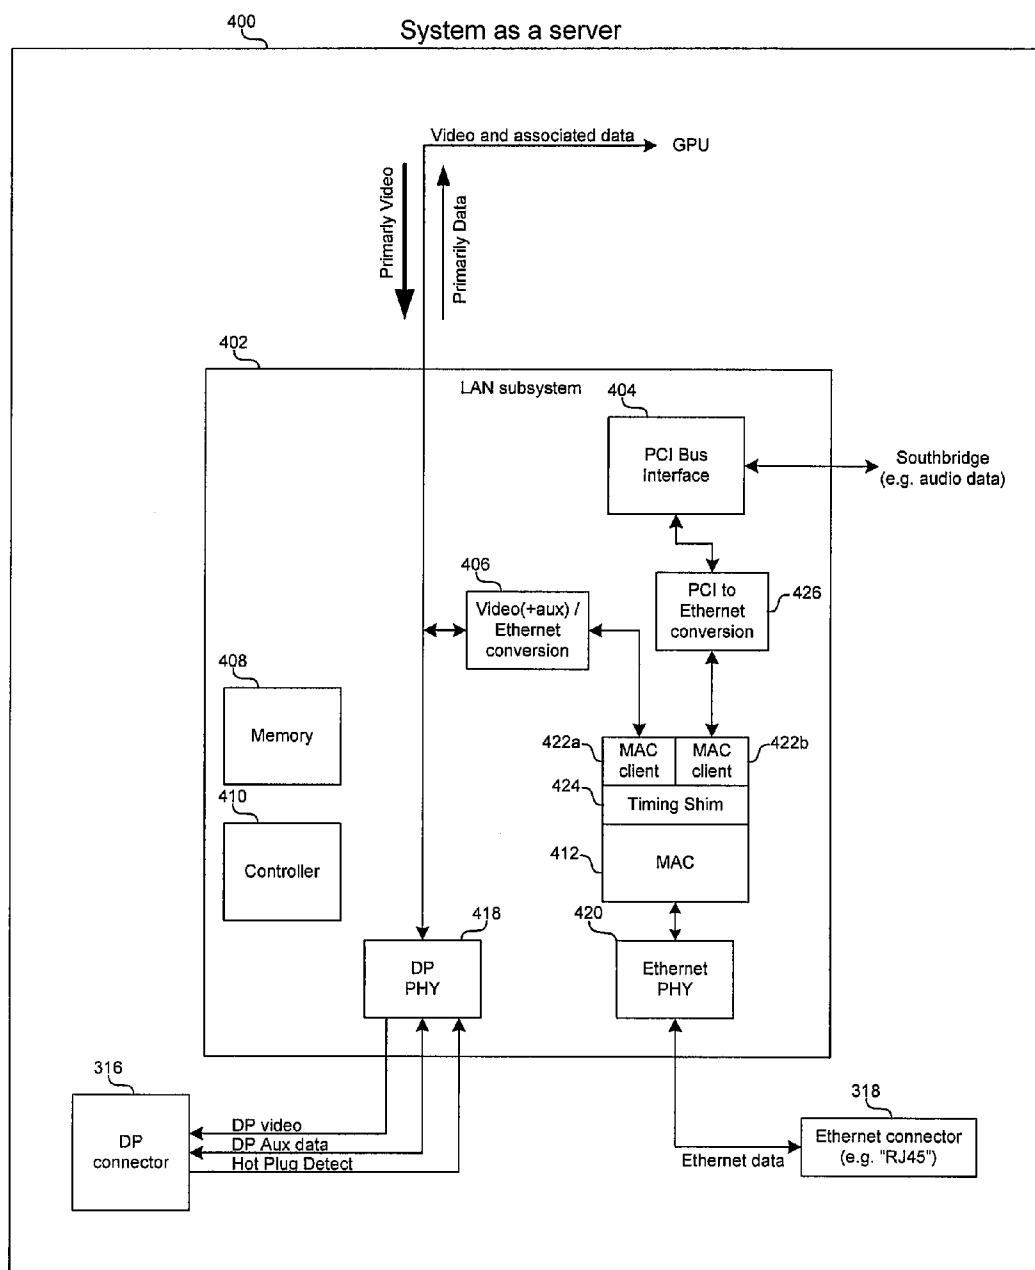 400
System as a server
Video and associated data
GPU
Primarly Video
Primarily Data
402
LAN subsystem
404
PCI Bus
Interface
Southbridge
(e.g. audio data)
406
Video(+aux) /
Ethernet
conversion
PCI to
Ethernet
conversion
426
408
Memory
422a
MAC
client
MAC
client
422b
424
Timing Shim
410
Controller
412
MAC
418
DP
PHY
420
Ethernet
PHY
316
DP
connector
DP video
DP Aux data
Hot Plug Detect
Ethernet data
318
Ethernet connector
(e.g. "RJ45")